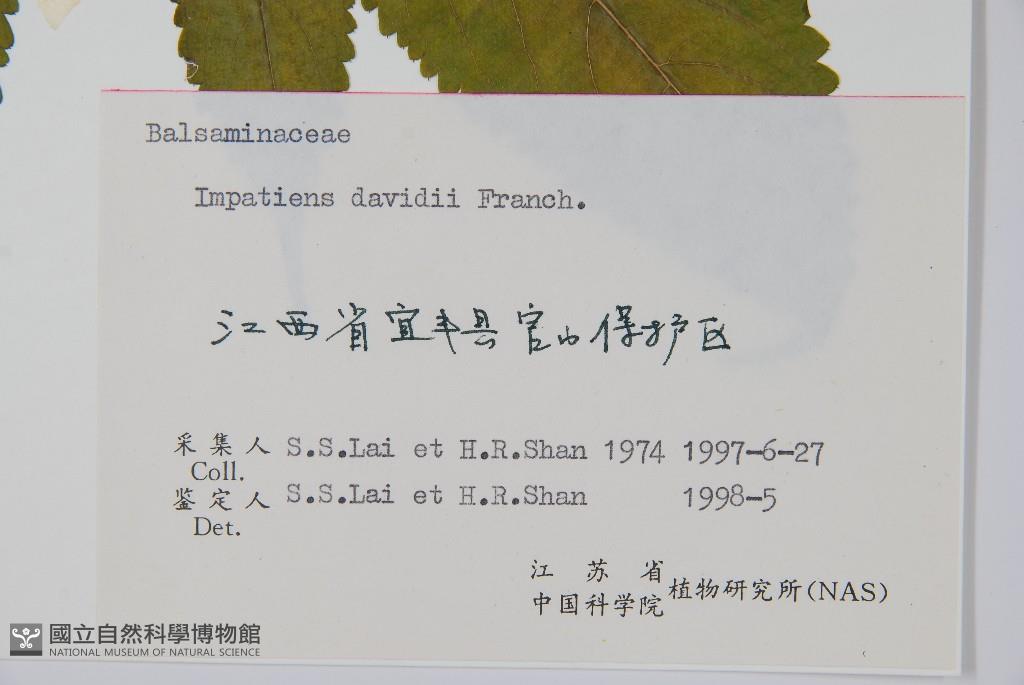 Balsaminaceae
Impatiens davidii Franch.
江西省宜丰县官山保护区
采集人 S.S.Lai et H.R.Shan 1974 1997-6-27
Coll.
鉴定人 S.S.Lai et H.R.Shan 1998-5
Det.
江苏省
中国科学院 植物研究所(NAS)
國立自然科學博物館
NATIONAL MUSEUM OF NATURAL SCIENCE